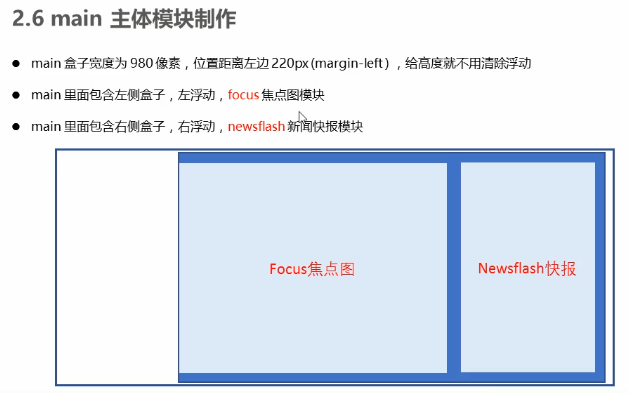 2.6 main 主体模块制作
● main 盒子宽度为 980 像素，位置距离左边 220px (margin-left) ，给高度就不用清除浮动
● main 里面包含左侧盒子，左浮动，focus 焦点图模块
● main 里面包含右侧盒子，右浮动，newsflash 新闻快报模块
Focus焦点图
Newsflash快报